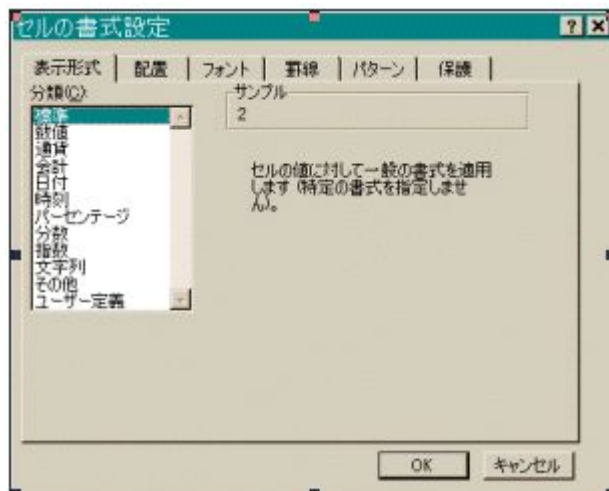 セルの書式設定
表示形式 配置 フォント 罫線 パターン 保護
分類(C):
標準
数値
通貨
会計
日付
時刻
パーセンテージ
分数
指数
文字列
その他
ユーザー定義
サンプル
2
セルの値に対して一般の書式を適用
します (特定の書式を指定しませ
ん)。
OK キャンセル